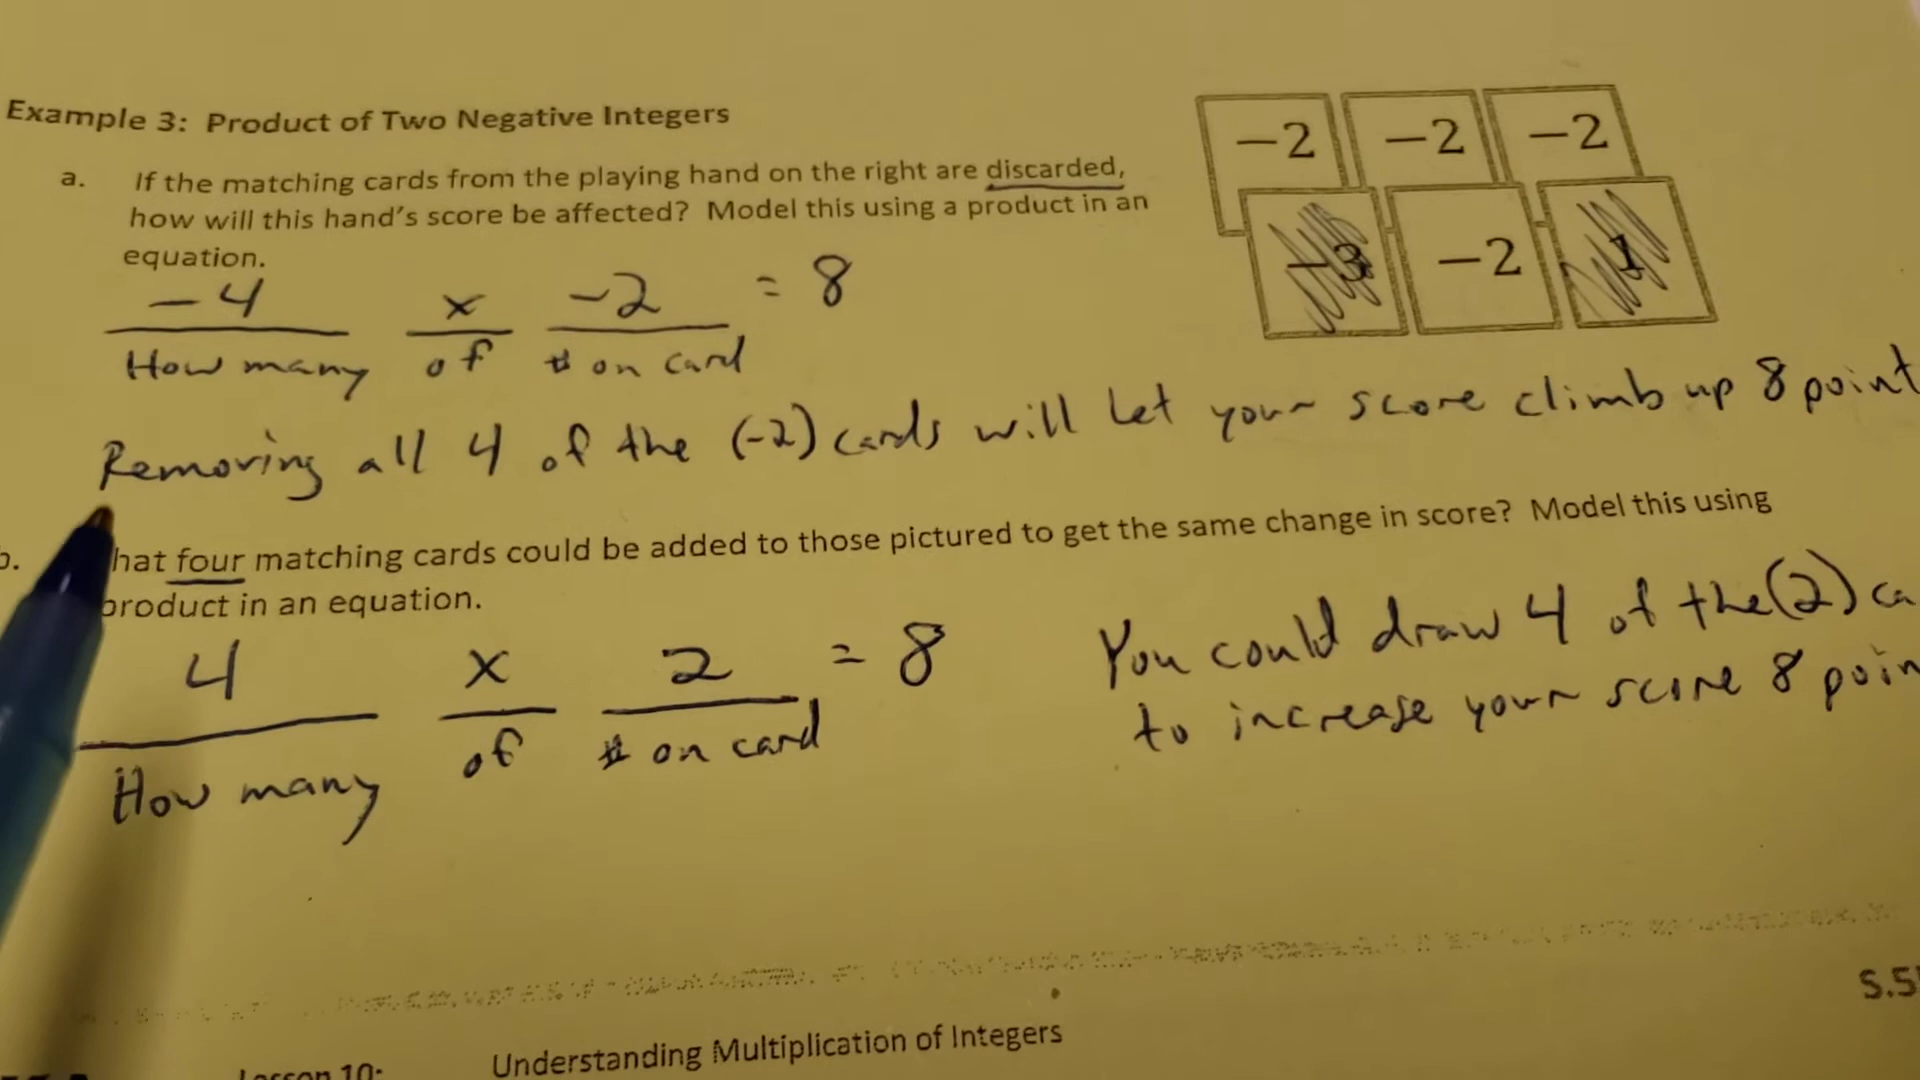 Example 3: Product of Two Negative Integers
a. If the matching cards from the playing hand on the right are discarded,
how will this hand's score be affected? Model this using a product in an
equation.
-2 -2 -2
-3 -2 1
-4 x -2 = 8
How many of # on card
Removing all 4 of the (-2) cards will let your score climb up 8 point
hat four matching cards could be added to those pictured to get the same change in score? Model this using
product in an equation.
4 x 2 = 8
How many of # on card
You could draw 4 of the (2) ca
to increase your score 8 poin
S.5
Lesson 10: Understanding Multiplication of Integers